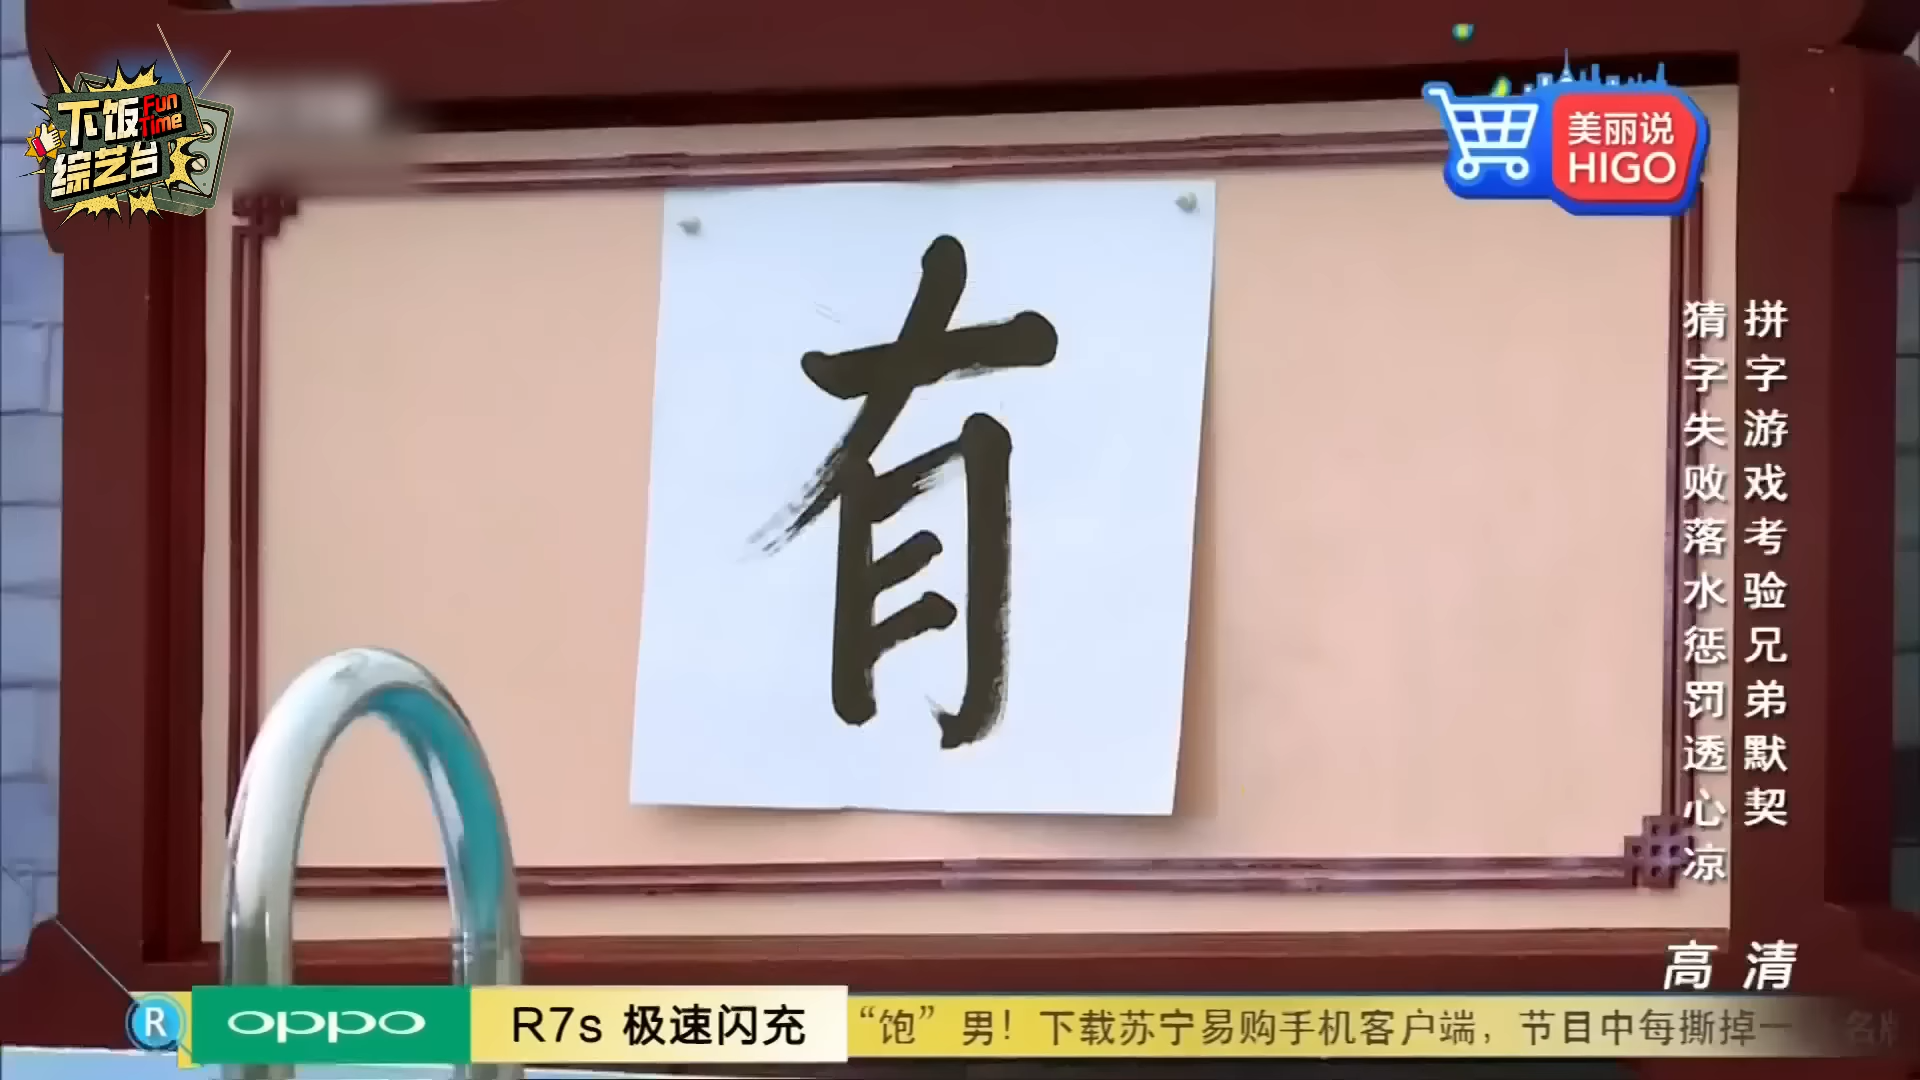 下饭
Fun
Time
综艺台
美丽说
HIGO
有
拼字游戏考验兄弟默契
猜字失败落水惩罚透心凉
高清
R
oppo
R7s 极速闪充
“饱”男！下载苏宁易购手机客户端，节目中每撕掉一